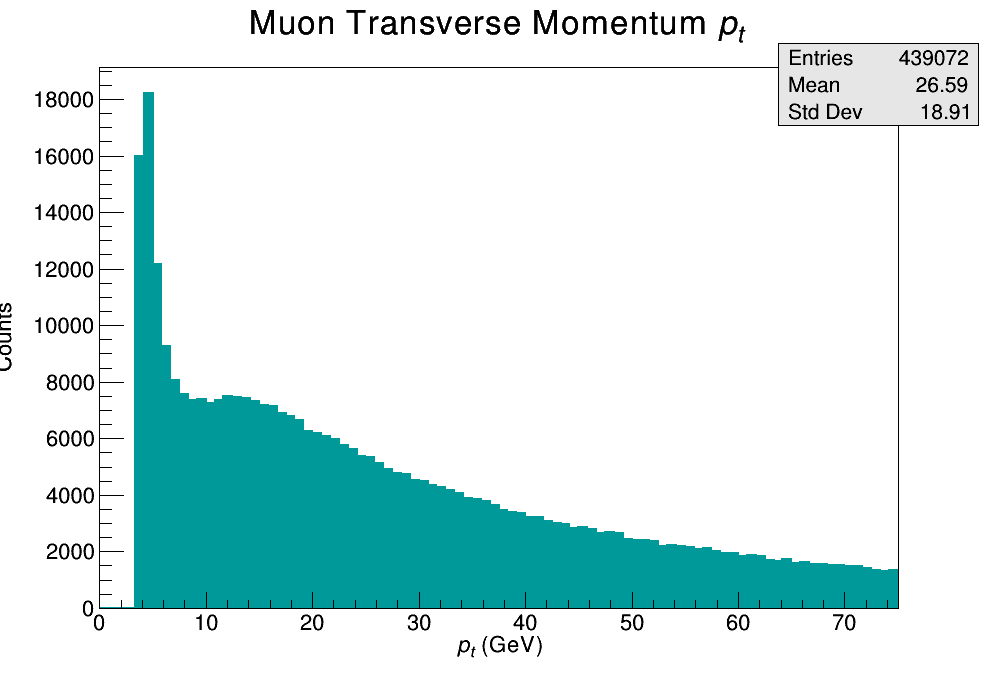 Muon Transverse Momentum pt
Entries 439072
Mean 26.59
Std Dev 18.91
18000
16000
14000
12000
10000
8000
6000
4000
2000
0
Counts
0 10 20 30 40 50 60 70
pt (GeV)